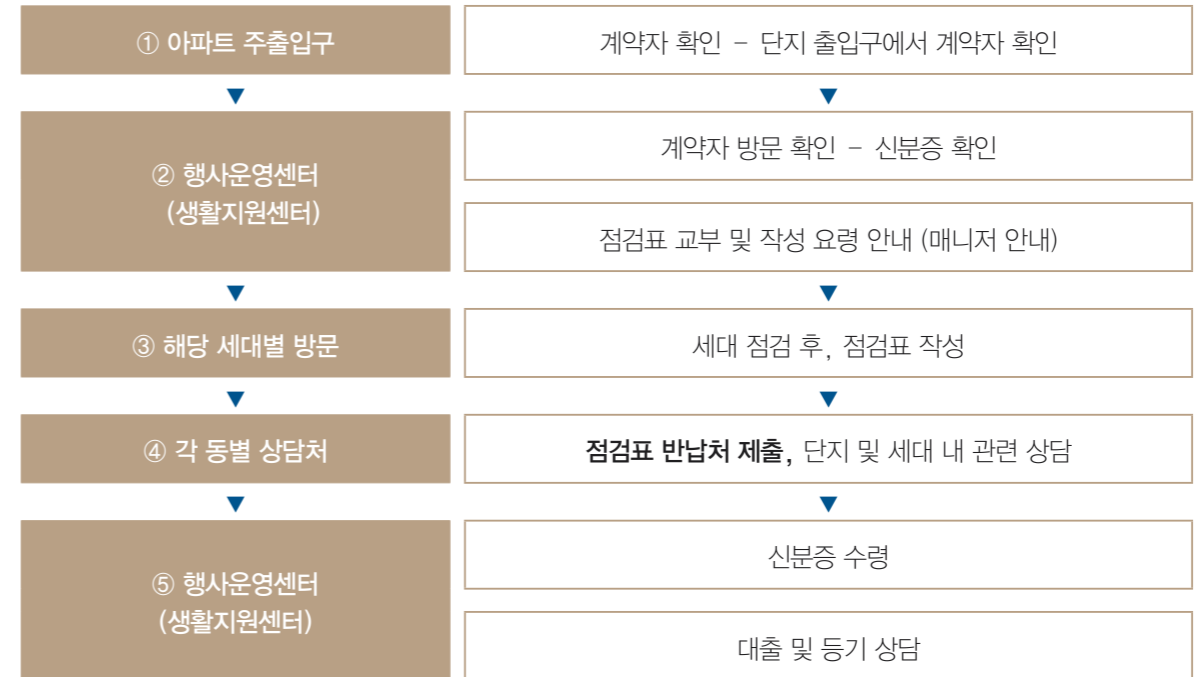 ① 아파트 주출입구
계약자 확인 – 단지 출입구에서 계약자 확인
▼ ▼
② 행사운영센터
(생활지원센터)
계약자 방문 확인 – 신분증 확인
점검표 교부 및 작성 요령 안내 (매니저 안내)
▼ ▼
③ 해당 세대별 방문
세대 점검 후, 점검표 작성
▼ ▼
④ 각 동별 상담처
점검표 반납처 제출, 단지 및 세대 내 관련 상담
▼ ▼
⑤ 행사운영센터
(생활지원센터)
신분증 수령
대출 및 등기 상담